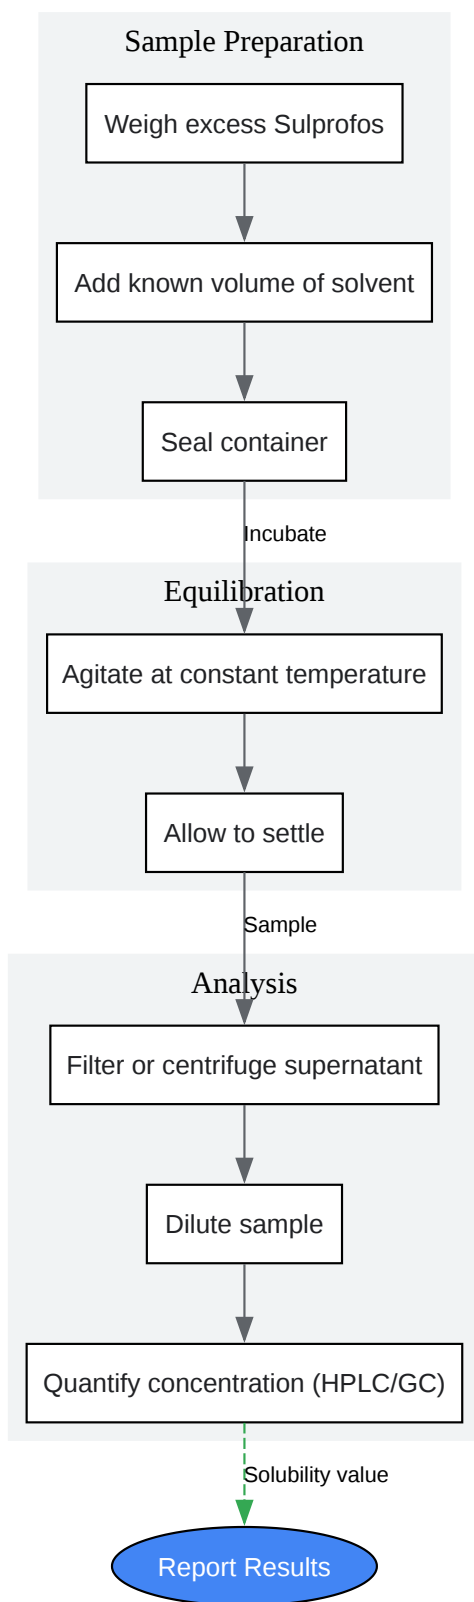 Sample Preparation
Weigh excess Sulprofos
Add known volume of solvent
Seal container
Incubate
Equilibration
Agitate at constant temperature
Allow to settle
Sample
Analysis
Filter or centrifuge supernatant
Dilute sample
Quantify concentration (HPLC/GC)
Solubility value
Report Results